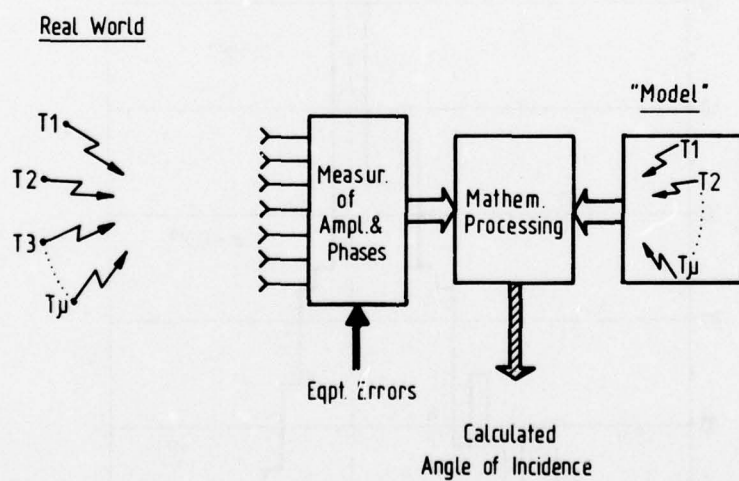 Real World
"Model"
T1
T2
T3
Tμ
Measur.
of
Ampl.&
Phases
Mathem.
Processing
T1
T2
Tμ
Eqpt. Errors
Calculated
Angle of Incidence